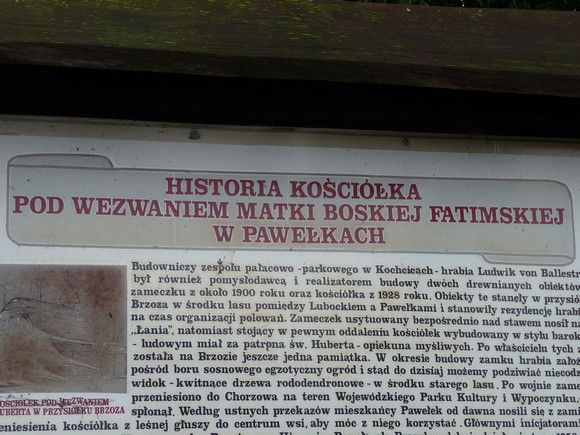 HISTORIA KOŚCIÓŁKA
POD WEZWANIEM MATKI BOSKIEJ FATIMSKIEJ
W PAWEŁKACH
Budowniczy zespołu pałacowo -parkowego w Kochcicach- hrabia Ludwik von Ballestr
był również pomysłodawcą i realizatorem budowy dwóch drewnianych obiektów
zameczku z około 1900 roku oraz kościółka z 1928 roku. Obiekty te stanęły w przysió
Brzoza w środku lasu pomiędzy Lubockiem a Pawełkami i stanowiły rezydencję hrabi
na czas organizacji polowań. Zameczek usytuowany bezpośrednio nad stawem nosił n
„Łania", natomiast stojący w pewnym oddaleniu kościółek wybudowany w stylu barok
- ludowym miał za patrpna św. Huberta - opiekuna myśliwych. Po właścicielu tych
została na Brzozie jeszcze jedna pamiątka. W okresie budowy zamku hrabia założ
pośród boru sosnowego egzotyczny ogród i stąd do dzisiaj możemy podziwiać niecod
widok - kwitnące drzewa rododendronowe - w środku starego lasu. Po wojnie zame
przeniesiono do Chorzowa na teren Wojewódzkiego Parku Kultury i Wypoczynku,
spłonął. Według ustnych przekazów mieszkańcy Pawełek od dawna nosili się z zam
eniesienia kościółka z leśnej głuszy do centrum wsi, aby móc z niego korzystać. Głównymi inicjatorami
OŚCIÓŁEK POD WEZWANIEM
UBERTA W PRZYSIÓŁKU BRZOZA